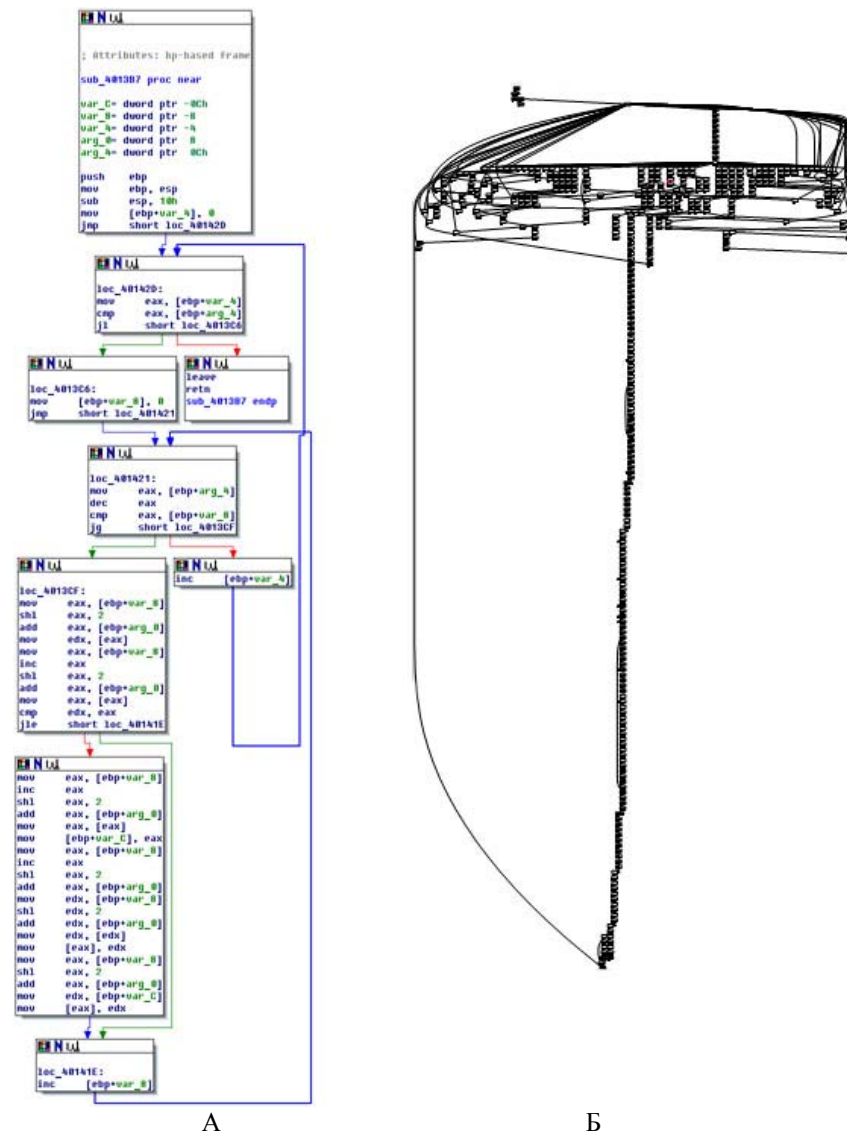 ; Attributes: bp-based frame
sub_4013B7 proc near
var_C= dword ptr -0Ch
var_8= dword ptr -8
var_4= dword ptr -4
arg_0= dword ptr 8
arg_4= dword ptr 0Ch
push ebp
mov ebp, esp
sub esp, 10h
mov [ebp+var_4], 0
jmp short loc_40142D
loc_40142D:
mov eax, [ebp+var_4]
cmp eax, [ebp+arg_4]
jl short loc_4013C6
loc_4013C6:
mov [ebp+var_8], 0
jmp short loc_401421
leave
retn
sub_4013B7 endp
loc_401421:
mov eax, [ebp+arg_4]
dec eax
cmp eax, [ebp+var_8]
jg short loc_4013CF
loc_4013CF:
mov eax, [ebp+var_8]
shl eax, 2
add eax, [ebp+arg_0]
mov edx, [eax]
mov eax, [ebp+var_8]
inc eax
shl eax, 2
add eax, [ebp+arg_0]
mov eax, [eax]
cmp edx, eax
jle short loc_40141E
inc [ebp+var_4]
mov eax, [ebp+var_8]
inc eax
shl eax, 2
add eax, [ebp+arg_0]
mov eax, [eax]
mov [ebp+var_C], eax
mov eax, [ebp+var_8]
inc eax
shl eax, 2
add eax, [ebp+arg_0]
mov edx, [ebp+var_8]
shl edx, 2
add edx, [ebp+arg_0]
mov edx, [edx]
mov [eax], edx
mov eax, [ebp+var_8]
shl eax, 2
add eax, [ebp+arg_0]
mov edx, [ebp+var_C]
mov [eax], edx
loc_40141E:
inc [ebp+var_8]
А
Б